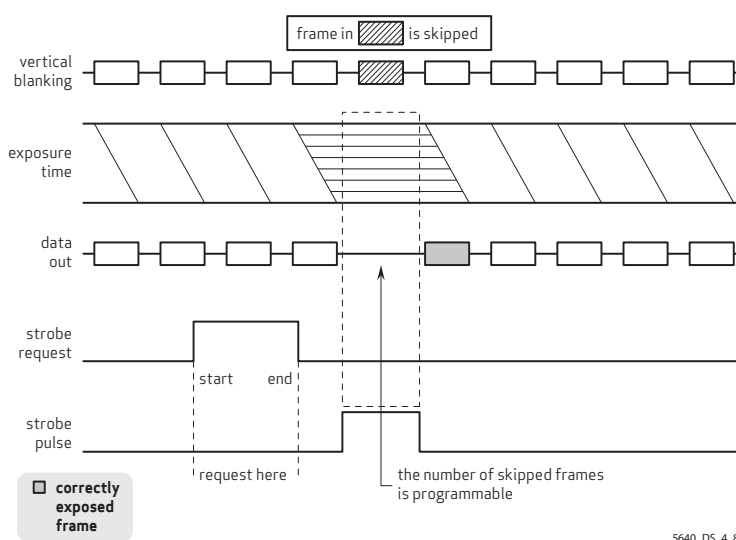 frame in is skipped
vertical
blanking
exposure
time
data
out
strobe
request
start end
strobe
pulse
request here
the number of skipped frames
is programmable
correctly
exposed
frame
5640_DS_4_8